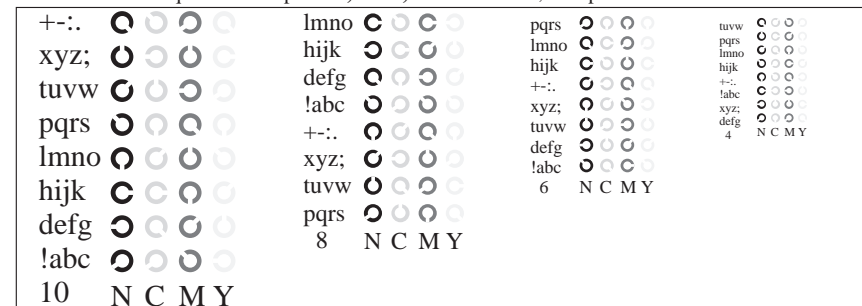 +-:.
xyz;
tuvw
pqrs
lmno
hijk
defg
!abc
10 N C M Y
lmno
hijk
defg
!abc
+-:.
xyz;
tuvw
pqrs
8 N C M Y
pqrs
lmno
hijk
+-:.
xyz;
tuvw
defg
!abc
6 N C M Y
tuvw
pqrs
lmno
hijk
+-:.
!abc
xyz;
defg
4 N C M Y